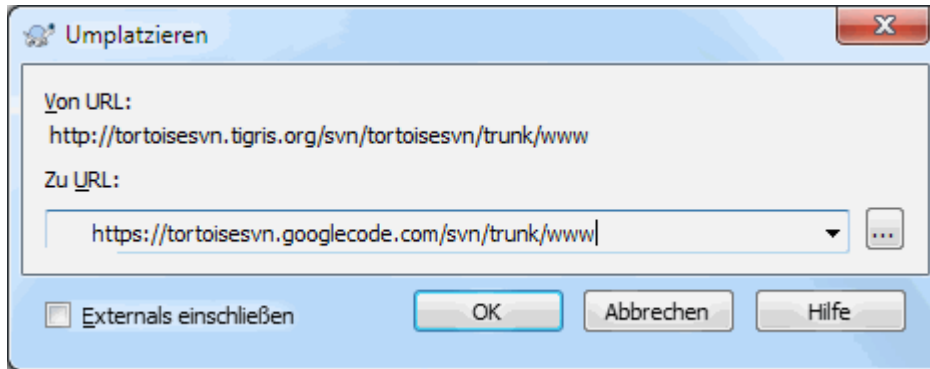 Umplatzieren
Von URL:
http://tortoisesvn.tigris.org/svn/tortoisesvn/trunk/www
Zu URL:
https://tortoisesvn.googlecode.com/svn/trunk/www
...
Externals einschließen OK Abbrechen Hilfe